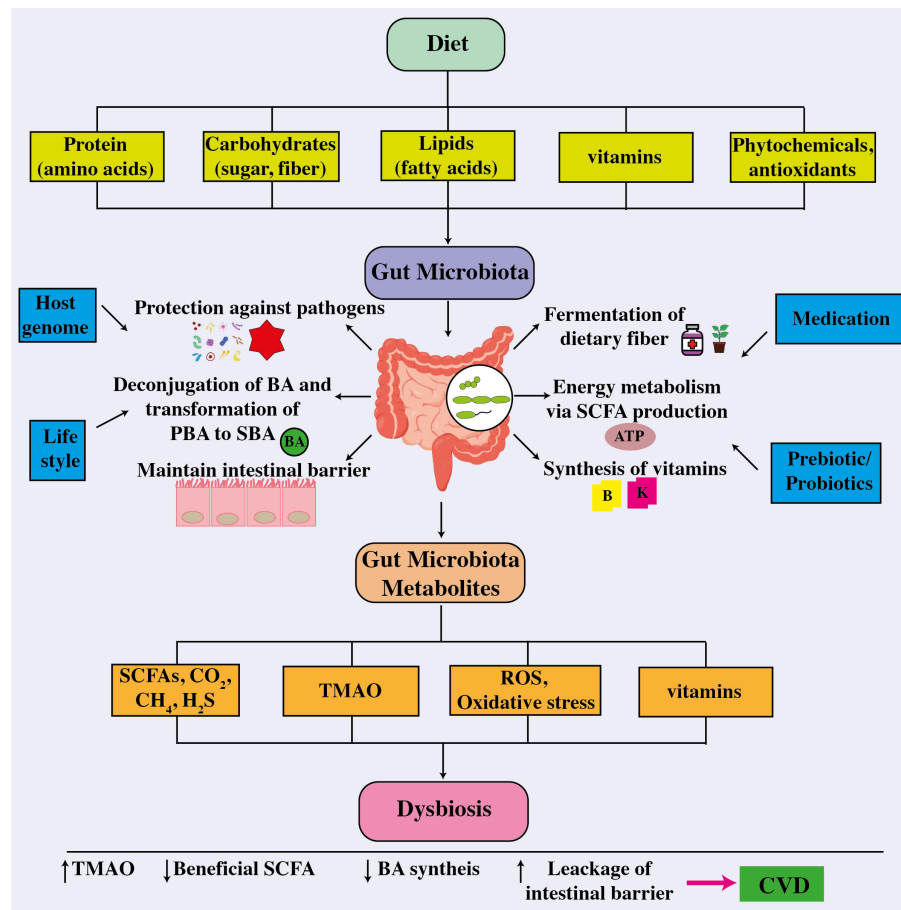 Diet
Protein
(amino acids)
Carbohydrates
(sugar, fiber)
Lipids
(fatty acids)
vitamins
Phytochemicals,
antioxidants
Gut Microbiota
Host
genome
Protection against pathogens
Fermentation of
dietary fiber
Medication
Deconjugation of BA and
transformation of
PBA to SBA
BA
Energy metabolism
via SCFA production
ATP
Life
style
Maintain intestinal barrier
Synthesis of vitamins
B
K
Prebiotic/
Probiotics
Gut Microbiota
Metabolites
SCFAs, CO₂,
CH₄, H₂S
TMAO
ROS,
Oxidative stress
vitamins
Dysbiosis
↑TMAO
↓Beneficial SCFA
↓BA syntheis
↑ Leackage of
intestinal barrier
CVD